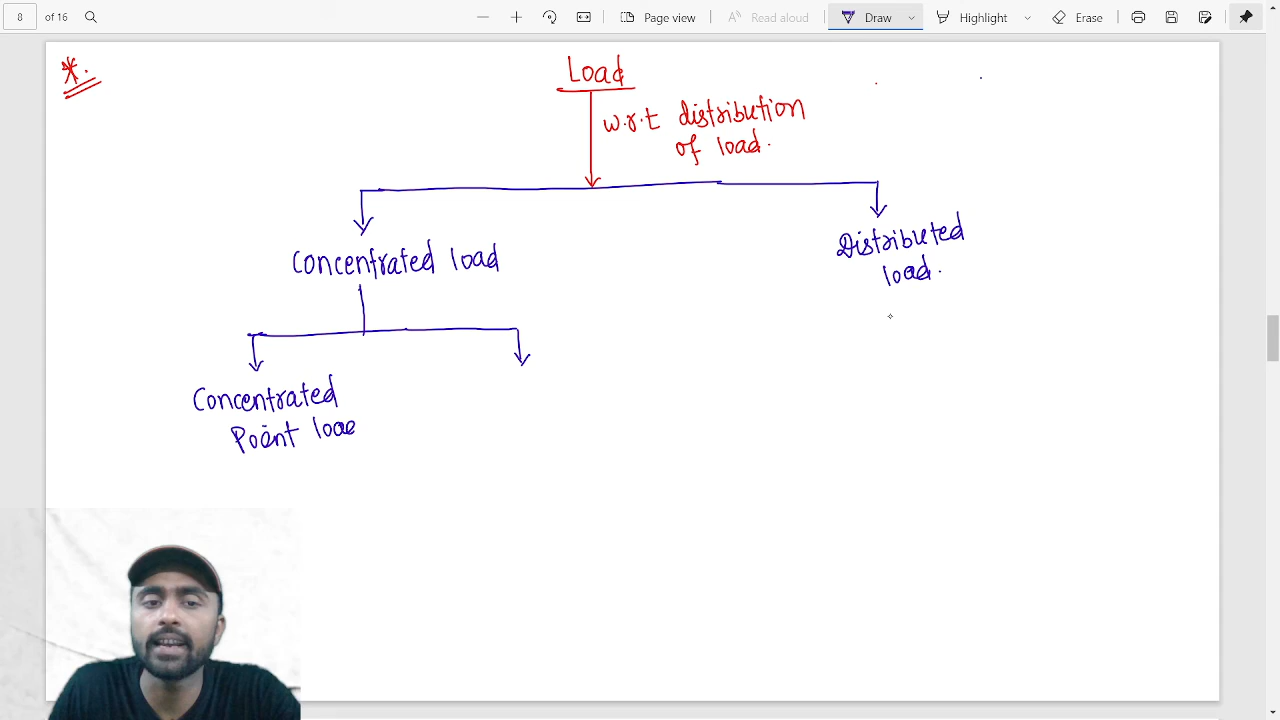 8 of 16
Page view
Read aloud
Draw
Highlight
Erase
*.
Load
w.r.t distribution
of load.
Concentrated load
Distributed
load.
Concentrated
Point loae